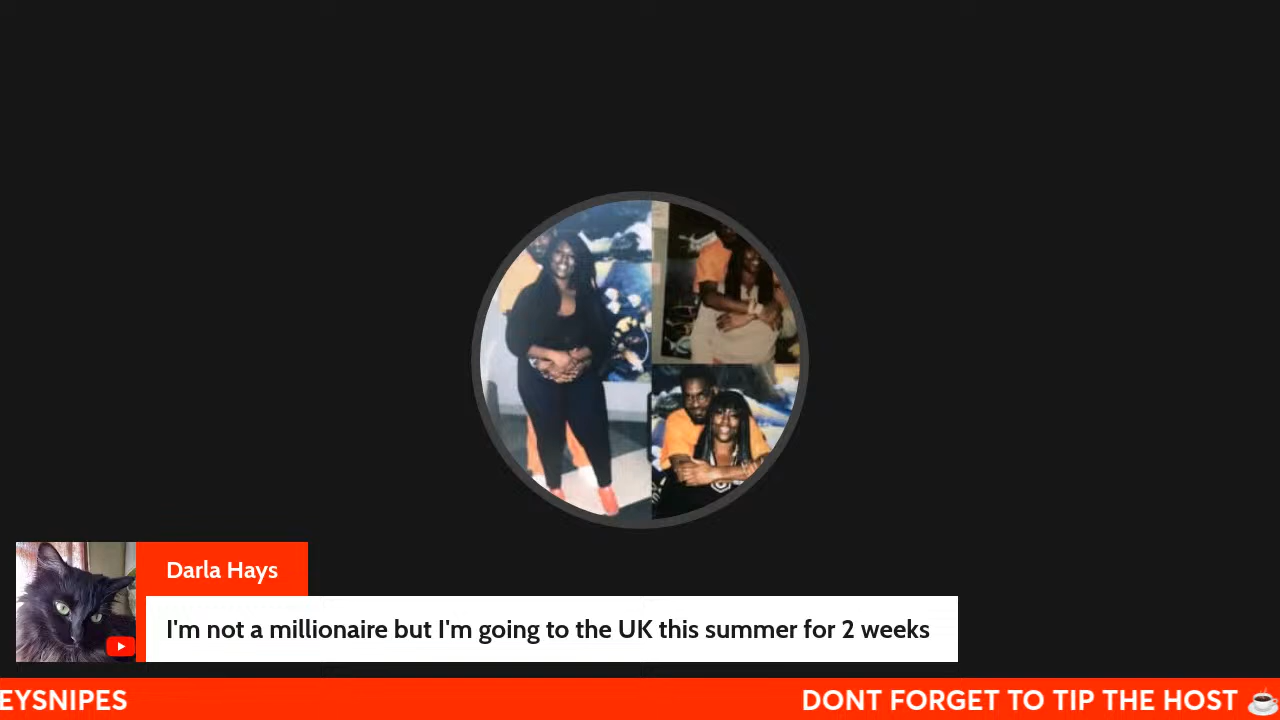 Darla Hays
I'm not a millionaire but I'm going to the UK this summer for 2 weeks
EYSNIPES
DONT FORGET TO TIP THE HOST ☕